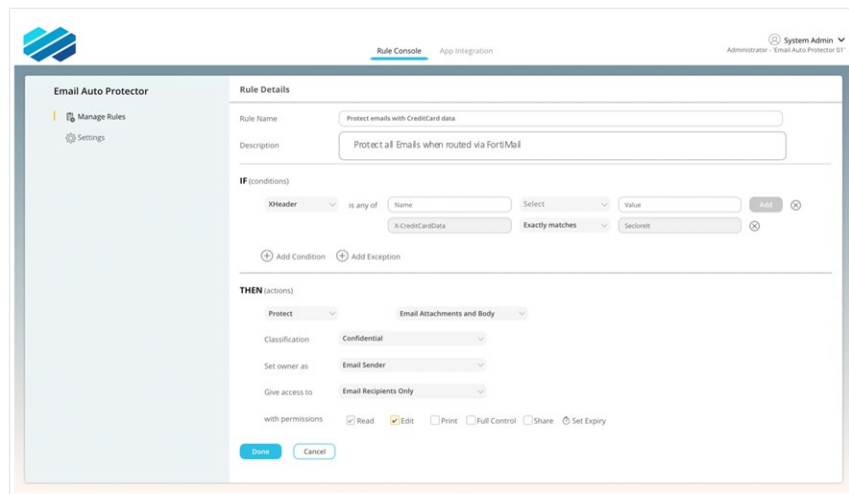 Rule Console App Integration
System Admin
Administrator - 'Email Auto Protector 01'
Email Auto Protector
Manage Rules
Settings
Rule Details
Rule Name Protect emails with CreditCard data
Description Protect all Emails when routed via FortiMail
IF (conditions)
XHeader is any of Name Select Value Add
X-CreditCardData Exactly matches SecloreIt
Add Condition Add Exception
THEN (actions)
Protect Email Attachments and Body
Classification Confidential
Set owner as Email Sender
Give access to Email Recipients Only
with permissions Read Edit Print Full Control Share Set Expiry
Done Cancel